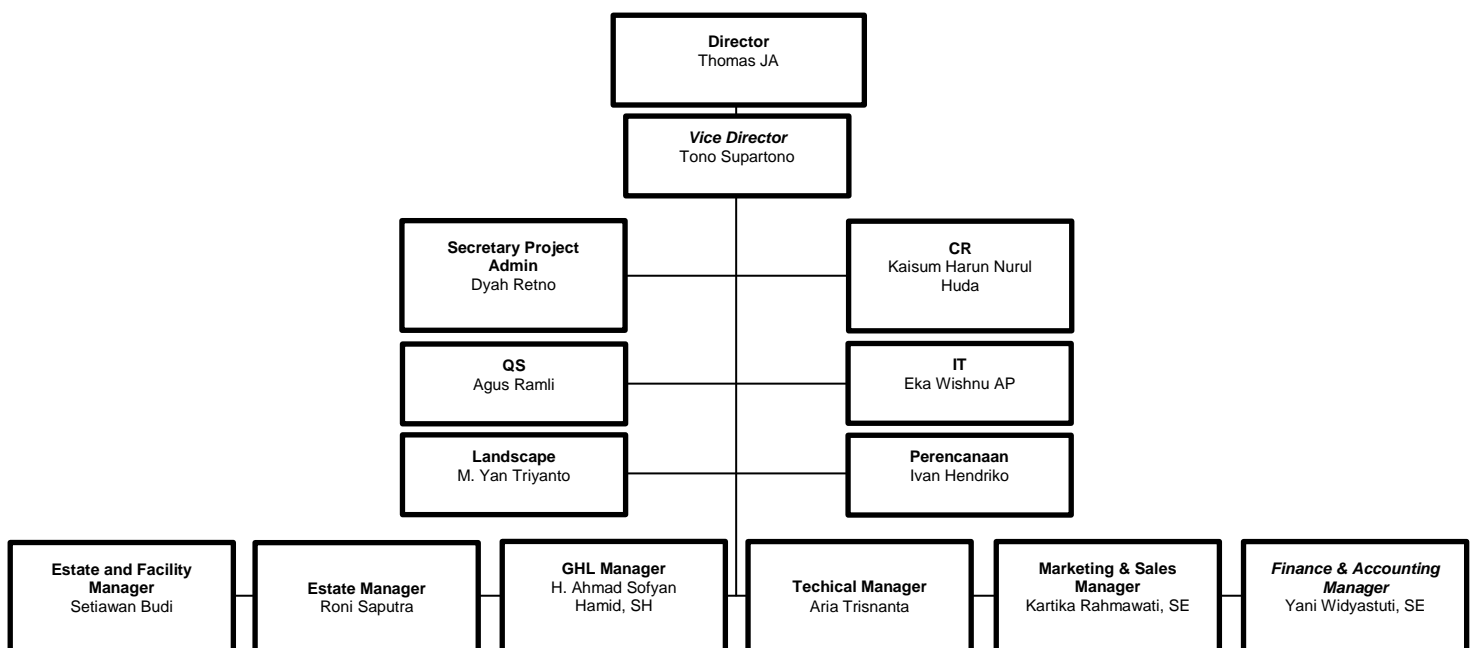 Director
Thomas JA
Vice Director
Tono Supartono
Secretary Project
Admin
Dyah Retno
CR
Kaisum Harun Nurul
Huda
QS
Agus Ramli
IT
Eka Wishnu AP
Landscape
M. Yan Triyanto
Perencanaan
Ivan Hendriko
Estate and Facility
Manager
Setiawan Budi
Estate Manager
Roni Saputra
GHL Manager
H. Ahmad Sofyan
Hamid, SH
Techical Manager
Aria Trisnanta
Marketing & Sales
Manager
Kartika Rahmawati, SE
Finance & Accounting
Manager
Yani Widyastuti, SE